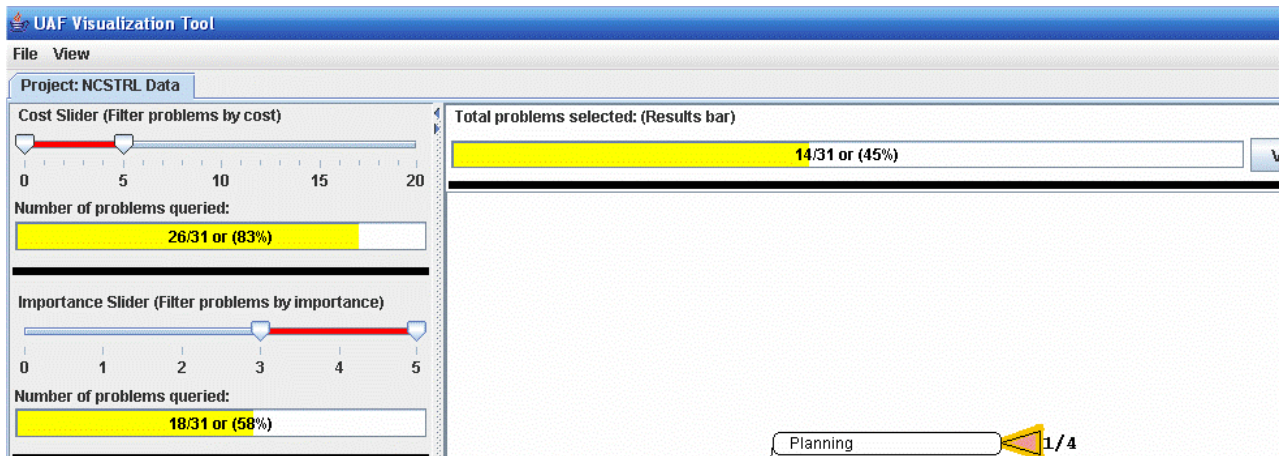 UAF Visualization Tool
File View
Project: NCSTRL Data
Cost Slider (Filter problems by cost)
0 5 10 15 20
Number of problems queried:
26/31 or (83%)
Importance Slider (Filter problems by importance)
0 1 2 3 4 5
Number of problems queried:
18/31 or (58%)
Total problems selected: (Results bar)
14/31 or (45%)
Planning 1/4